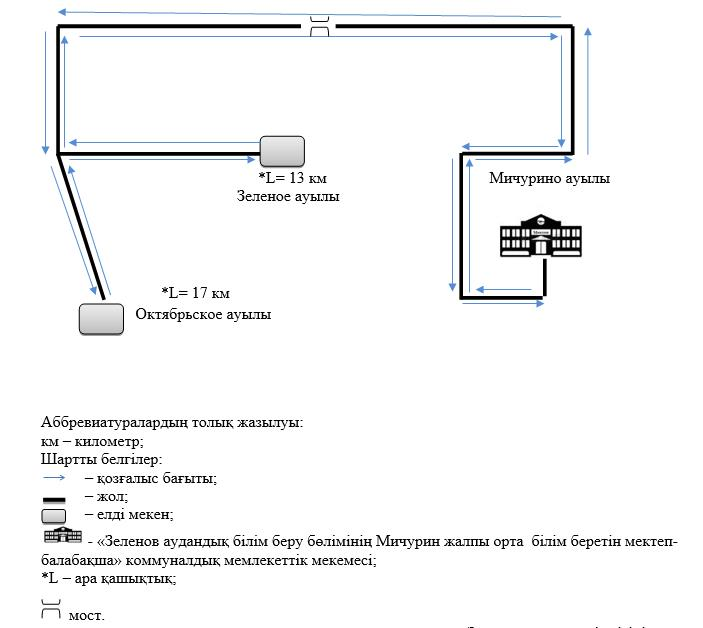 *L= 13 км
Зеленое ауылы
Мичурино ауылы
*L= 17 км
Октябрьское ауылы
Аббревиатуралардың толық жазылуы:
км – километр;
Шартты белгілер:
– қозғалыс бағыты;
– жол;
– елді мекен;
- «Зеленов аудандық білім беру бөлімінің Мичурин жалпы орта білім беретін мектеп-
балабақша» коммуналдық мемлекеттік мекемесі;
*L – ара қашықтық;
мост.